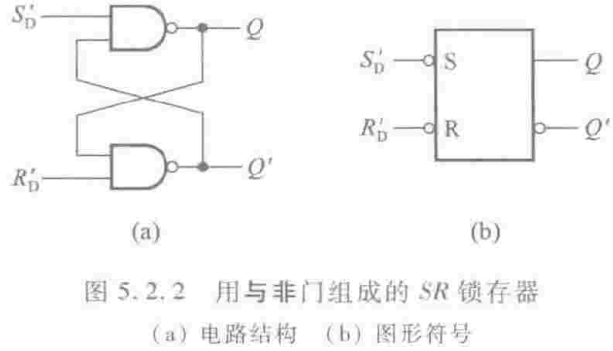 S′D Q
R′D Q′
(a)
S′D S Q
R′D R Q′
(b)
图 5.2.2 用与非门组成的 SR 锁存器
(a) 电路结构 (b) 图形符号